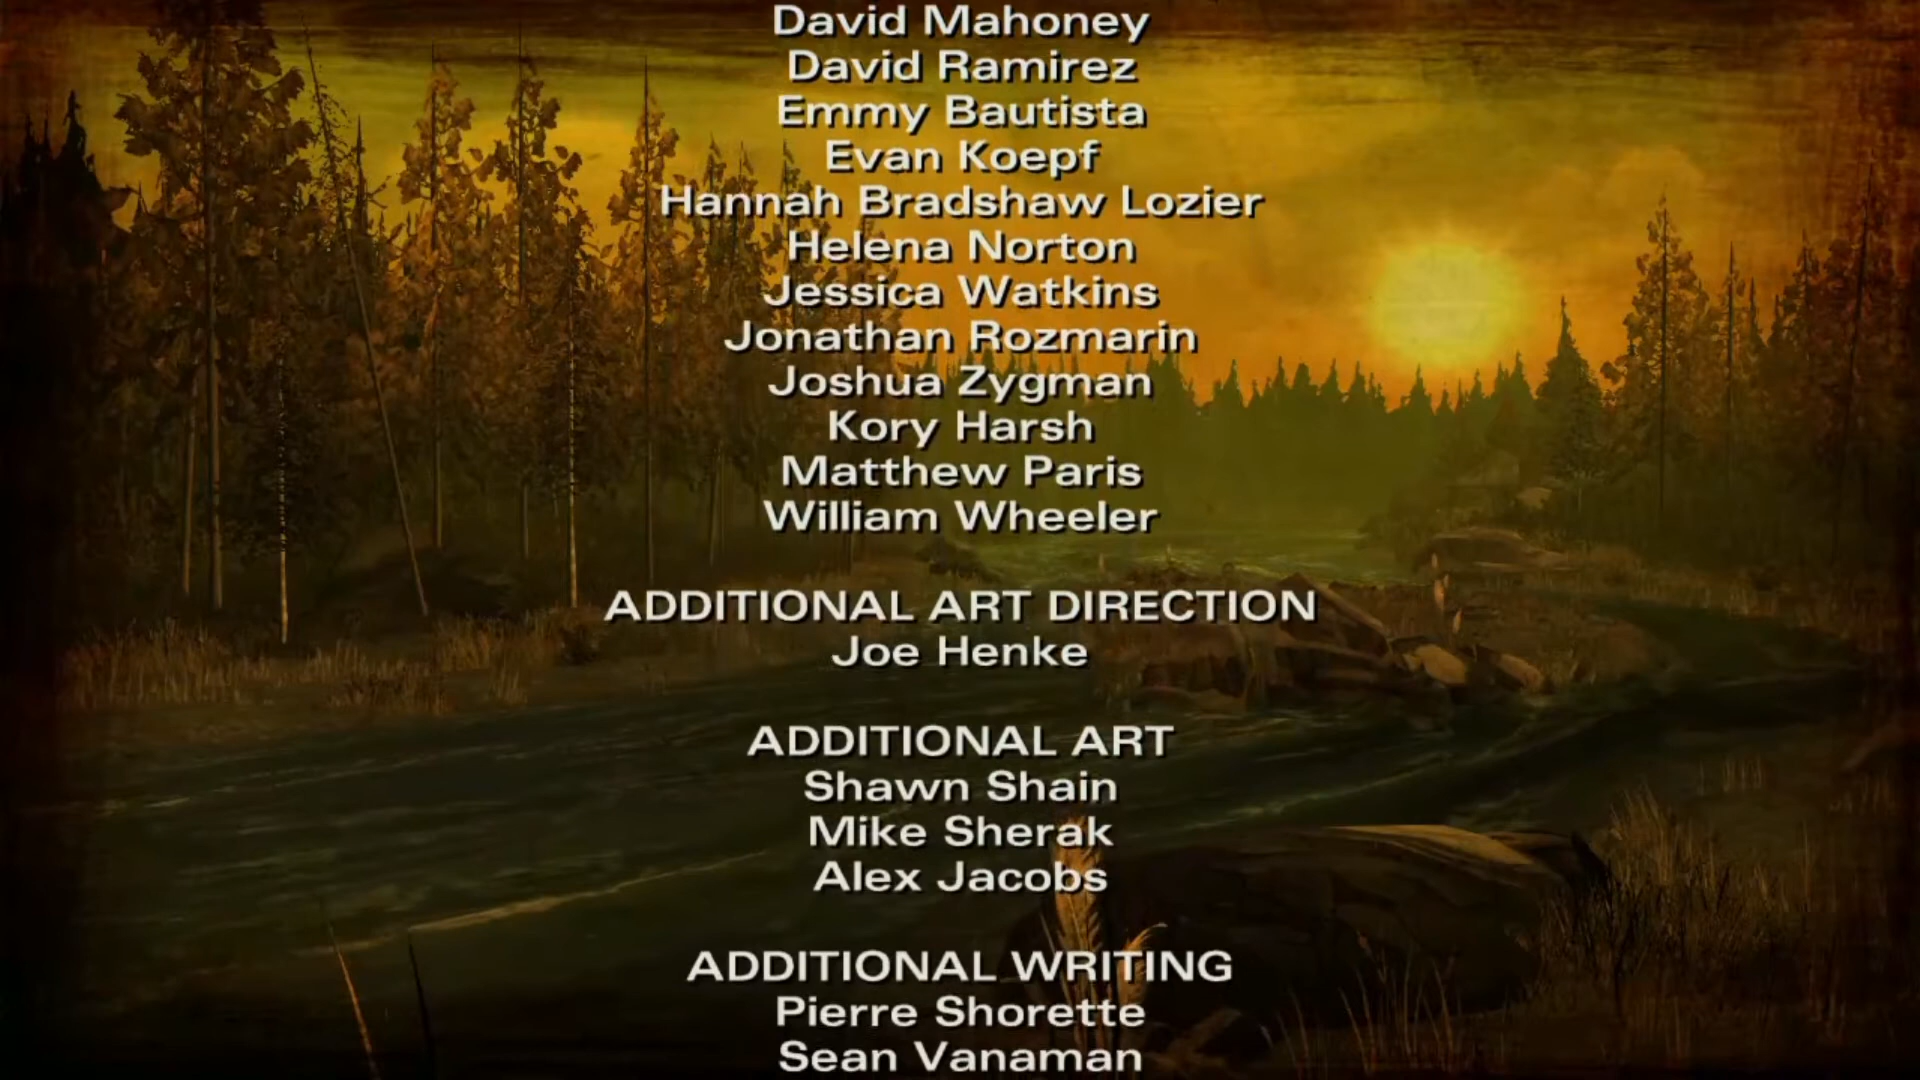 David Mahoney
David Ramirez
Emmy Bautista
Evan Koepf
Hannah Bradshaw Lozier
Helena Norton
Jessica Watkins
Jonathan Rozmarin
Joshua Zygman
Kory Harsh
Matthew Paris
William Wheeler
ADDITIONAL ART DIRECTION
Joe Henke
ADDITIONAL ART
Shawn Shain
Mike Sherak
Alex Jacobs
ADDITIONAL WRITING
Pierre Shorette
Sean Vanaman